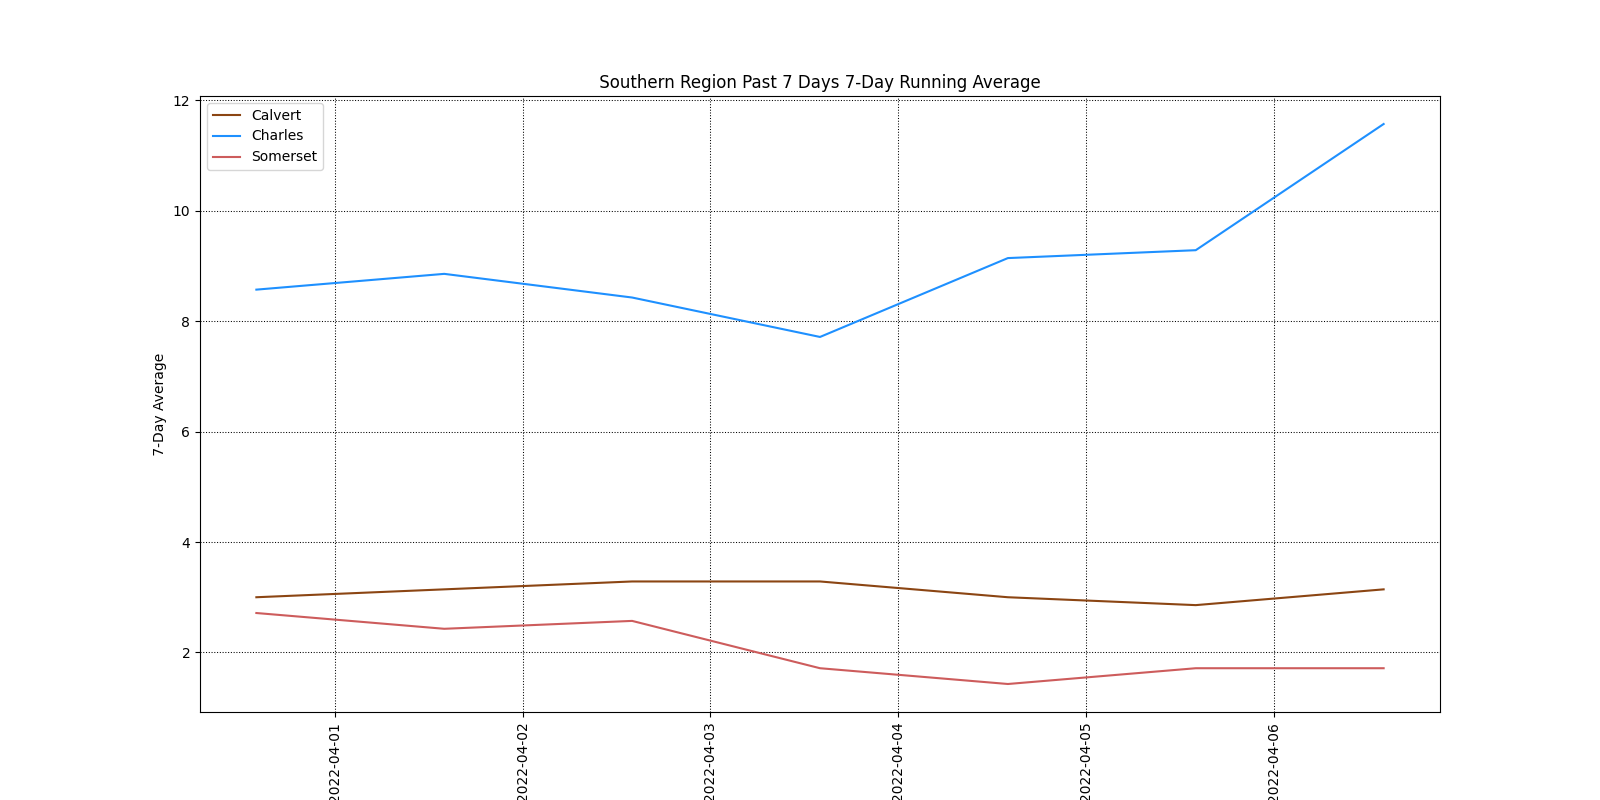 Southern Region Past 7 Days 7-Day Running Average
Calvert
Charles
Somerset
7-Day Average
12
10
8
6
4
2
2022-04-01
2022-04-02
2022-04-03
2022-04-04
2022-04-05
2022-04-06